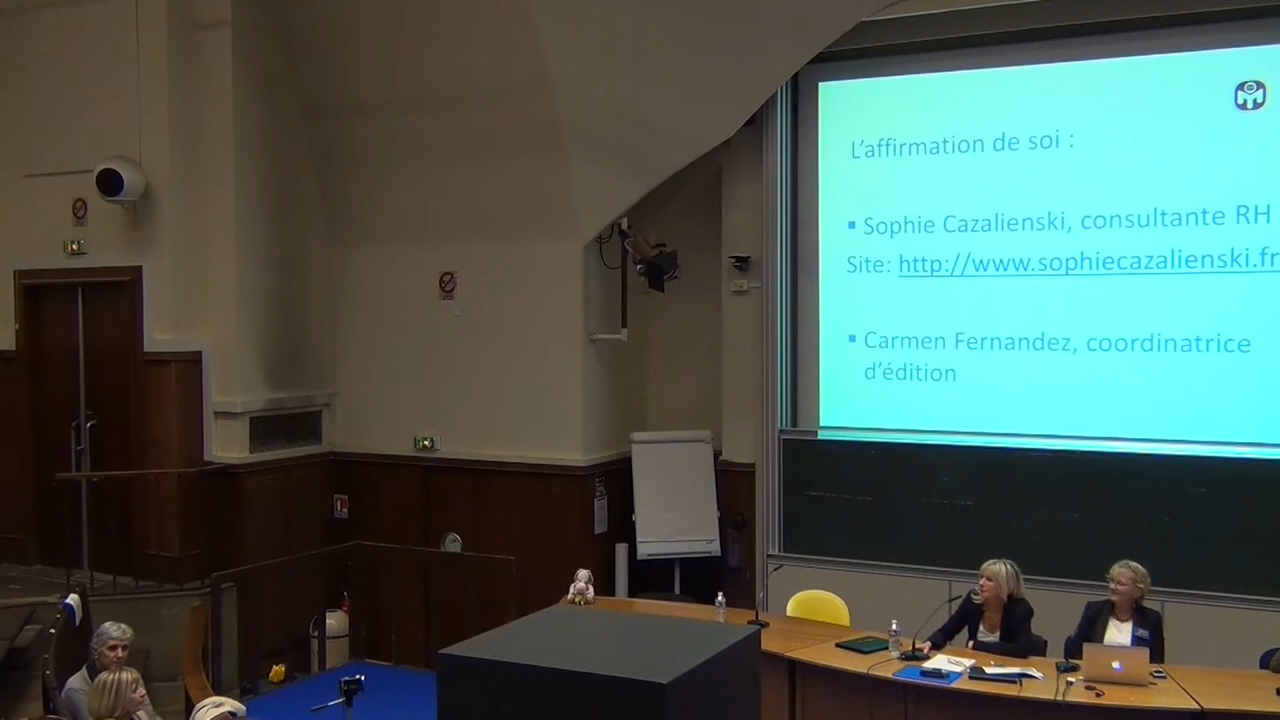 L'affirmation de soi :
▪ Sophie Cazalienski, consultante RH
Site: http://www.sophiecazalienski.fr
▪ Carmen Fernandez, coordinatrice
d'édition